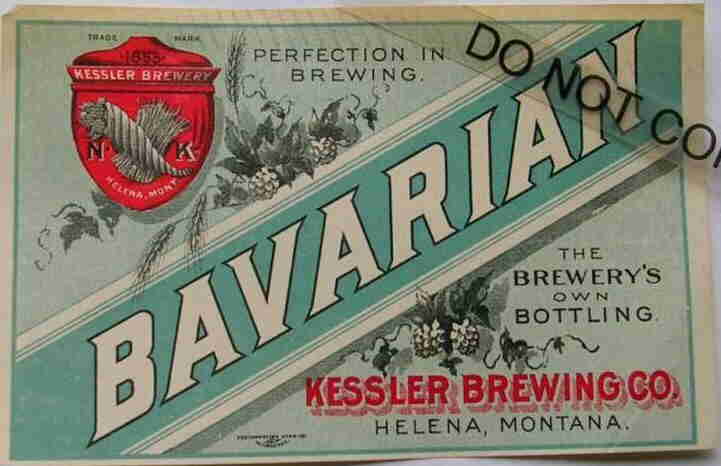 TRADE MARK
KESSLER BREWERY
N K
HELENA, MONT.
PERFECTION IN
BREWING.
BAVARIAN
THE
BREWERY'S
OWN
BOTTLING.
KESSLER BREWING CO.
HELENA, MONTANA.
DO NOT CO